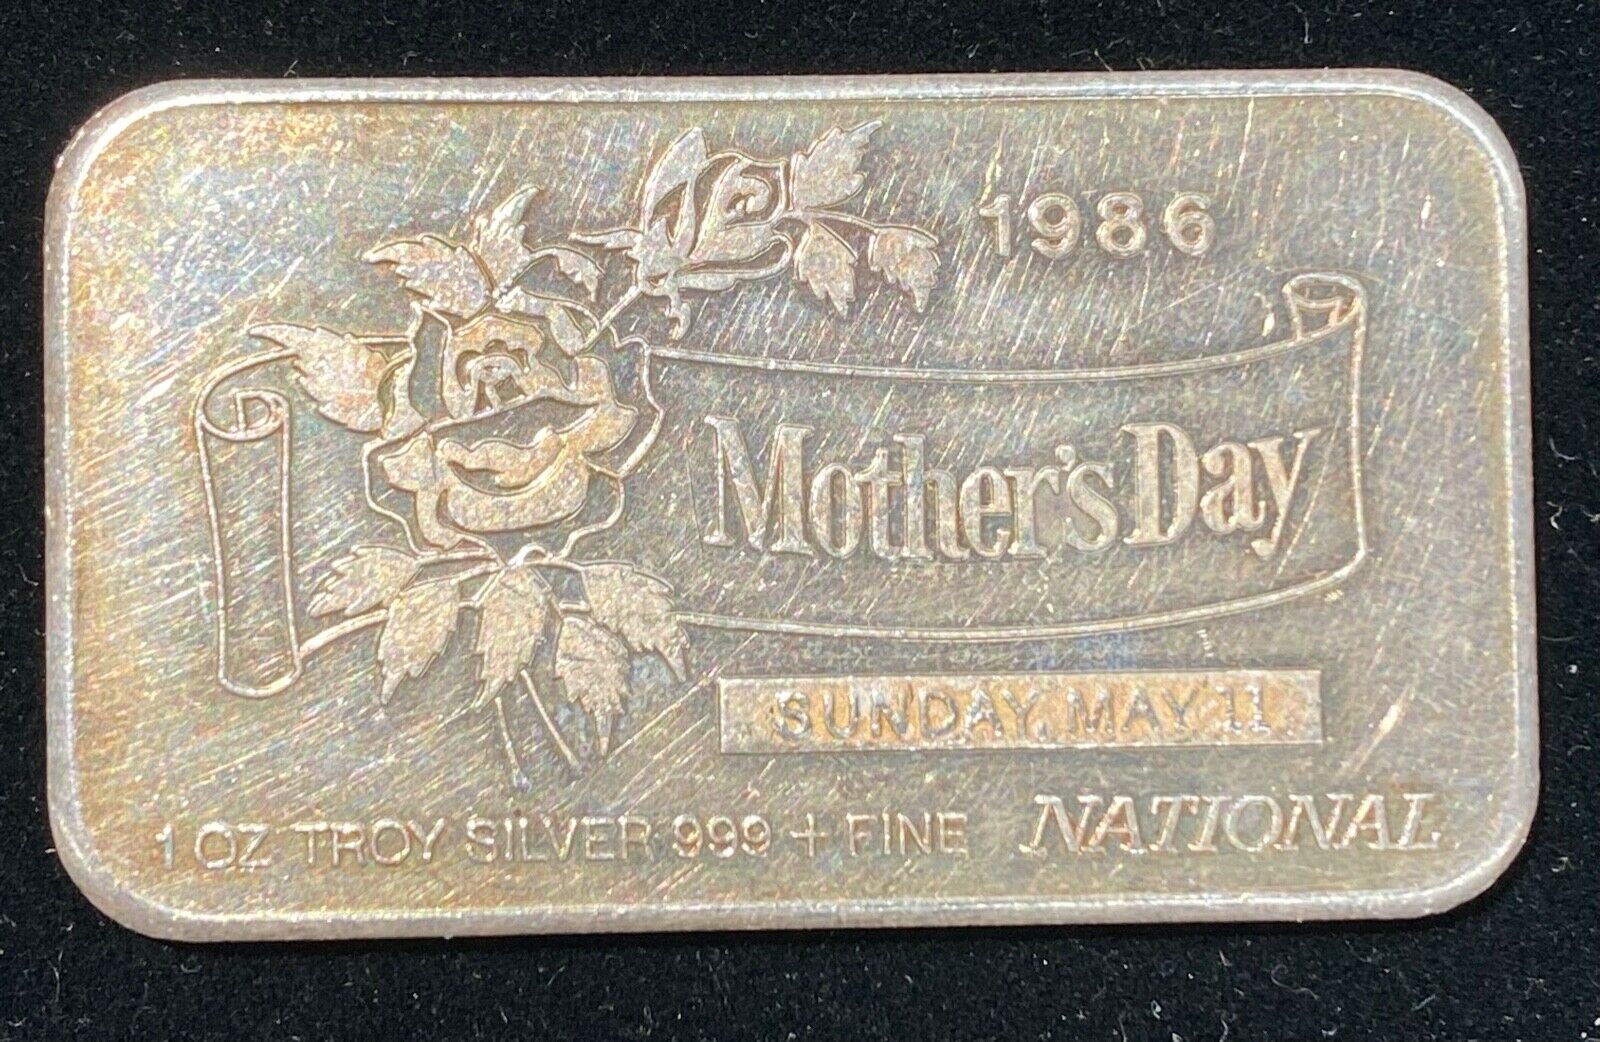 1986
Mother's Day
SUNDAY, MAY 11
1 OZ TROY SILVER 999 + FINE NATIONAL